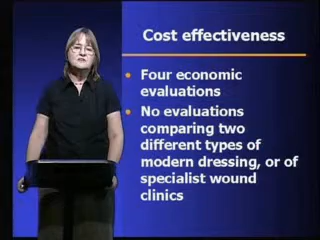 Cost effectiveness
Four economic
evaluations
No evaluations
comparing two
different types of
modern dressing, or of
specialist wound
clinics